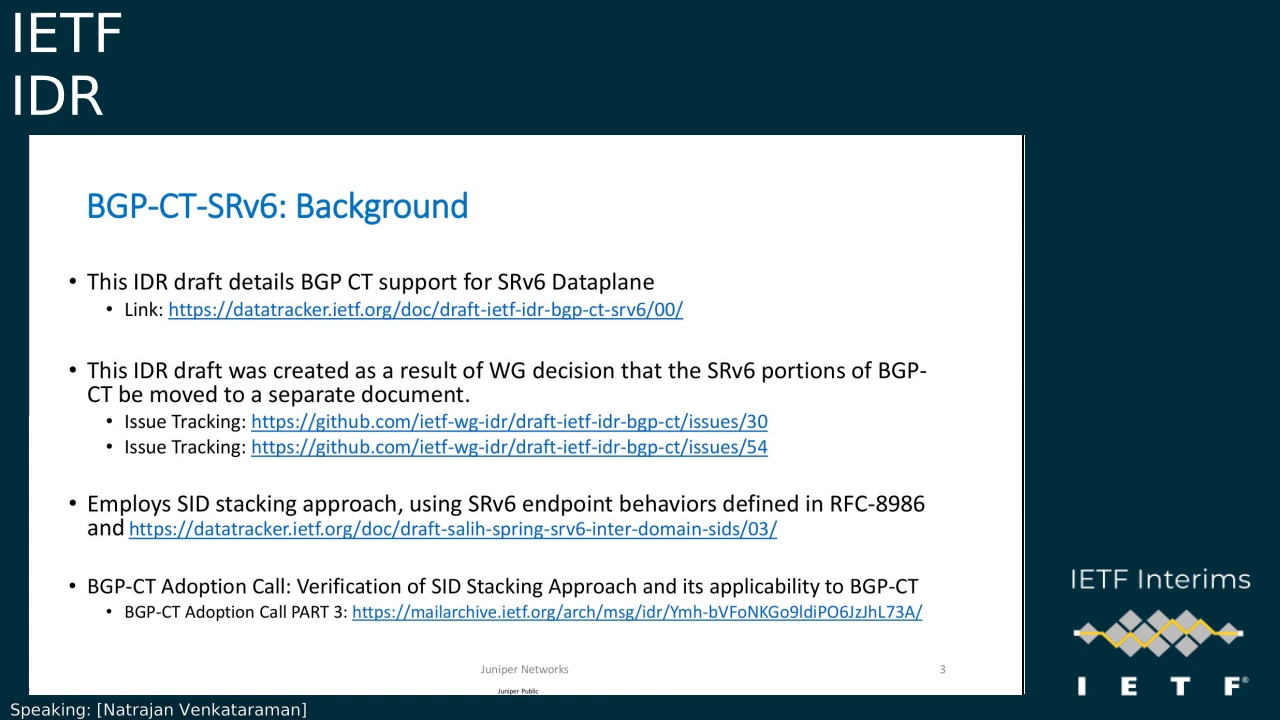 IETF
IDR
BGP-CT-SRv6: Background
• This IDR draft details BGP CT support for SRv6 Dataplane
• Link: https://datatracker.ietf.org/doc/draft-ietf-idr-bgp-ct-srv6/00/
• This IDR draft was created as a result of WG decision that the SRv6 portions of BGP-
CT be moved to a separate document.
• Issue Tracking: https://github.com/ietf-wg-idr/draft-ietf-idr-bgp-ct/issues/30
• Issue Tracking: https://github.com/ietf-wg-idr/draft-ietf-idr-bgp-ct/issues/54
• Employs SID stacking approach, using SRv6 endpoint behaviors defined in RFC-8986
and https://datatracker.ietf.org/doc/draft-salih-spring-srv6-inter-domain-sids/03/
• BGP-CT Adoption Call: Verification of SID Stacking Approach and its applicability to BGP-CT
• BGP-CT Adoption Call PART 3: https://mailarchive.ietf.org/arch/msg/idr/Ymh-bVFoNKGo9ldiPO6JzJhL73A/
Juniper Networks
3
Juniper Public
IETF Interims
I E T F®
Speaking: [Natrajan Venkataraman]